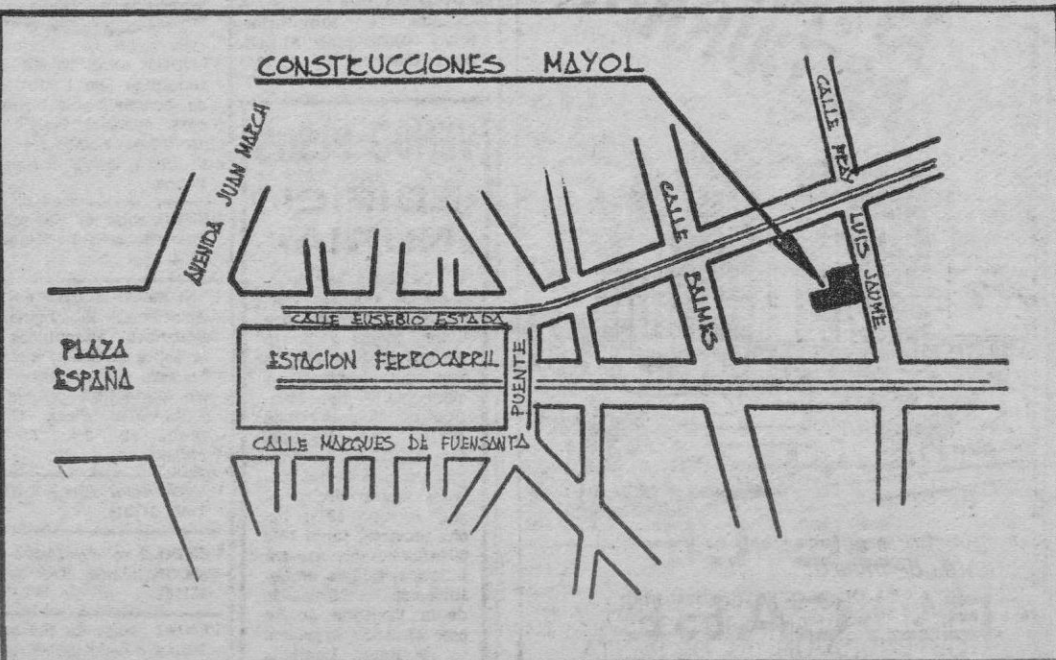 CONSTRUCCIONES MAYOL
AVENIDA JUAN MARCH
CALLE FRAY
LUIS JAUME
CALLE
BALMES
CALLE EUSEBIO ESTADA
PLAZA
ESPAÑA
ESTACION FERROCARRIL
PUENTE
CALLE MARQUES DE FUENSANTA